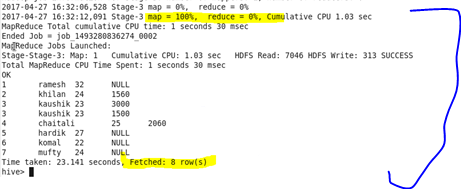 2017-04-27 16:32:06,528 Stage-3 map = 0%,  reduce = 0%
2017-04-27 16:32:12,091 Stage-3 map = 100%,  reduce = 0%, Cumulative CPU 1.03 sec
MapReduce Total cumulative CPU time: 1 seconds 30 msec
Ended Job = job_1493280836274_0002
MapReduce Jobs Launched:
Stage-Stage-3: Map: 1   Cumulative CPU: 1.03 sec   HDFS Read: 7046 HDFS Write: 313 SUCCESS
Total MapReduce CPU Time Spent: 1 seconds 30 msec
OK
1       ramesh  32      NULL
2       khilan  24      1560
3       kaushik 23      3000
3       kaushik 23      1500
4       chaitali        25      2060
5       hardik  27      NULL
6       komal   22      NULL
7       mufty   24      NULL
Time taken: 23.141 seconds, Fetched: 8 row(s)
hive>